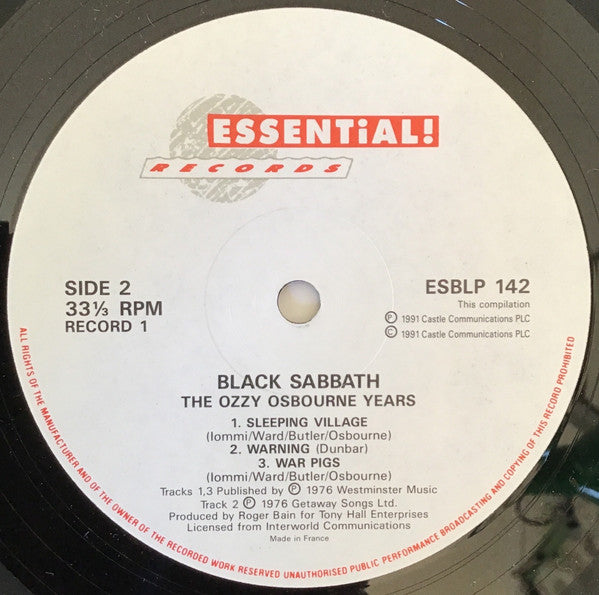 ESSENTiAL!
RECORDS
SIDE 2
33⅓ RPM
RECORD 1
ESBLP 142
This compilation
Ⓟ 1991 Castle Communications PLC
© 1991 Castle Communications PLC
BLACK SABBATH
THE OZZY OSBOURNE YEARS
1. SLEEPING VILLAGE
(Iommi/Ward/Butler/Osbourne)
2. WARNING (Dunbar)
3. WAR PIGS
(Iommi/Ward/Butler/Osbourne)
Tracks 1,3 Published by Ⓟ 1976 Westminster Music
Track 2 Ⓟ 1976 Getaway Songs Ltd.
Produced by Roger Bain for Tony Hall Enterprises
Licensed from Interworld Communications
Made in France
ALL RIGHTS OF THE MANUFACTURER AND OF THE OWNER OF THE RECORDED WORK RESERVED UNAUTHORISED PUBLIC PERFORMANCE BROADCASTING AND COPYING OF THIS RECORD PROHIBITED